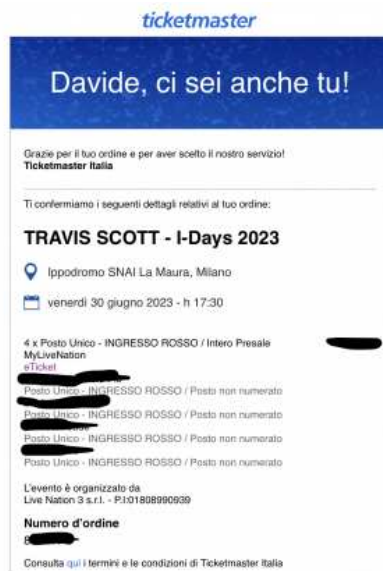 ticketmaster
Davide, ci sei anche tu!
Grazie per il tuo ordine e per aver scelto il nostro servizio!
Ticketmaster Italia
Ti confermiamo i seguenti dettagli relativi al tuo ordine:
TRAVIS SCOTT - I-Days 2023
Ippodromo SNAI La Maura, Milano
venerdì 30 giugno 2023 - h 17:30
4 x Posto Unico - INGRESSO ROSSO / Intero Presale
MyLiveNation
eTicket
Posto Unico - INGRESSO ROSSO / Posto non numerato
Posto Unico - INGRESSO ROSSO / Posto non numerato
Posto Unico - INGRESSO ROSSO / Posto non numerato
Posto Unico - INGRESSO ROSSO / Posto non numerato
L'evento è organizzato da
Live Nation 3 s.r.l. - P.I:01808990939
Numero d'ordine
Consulta qui i termini e le condizioni di Ticketmaster Italia